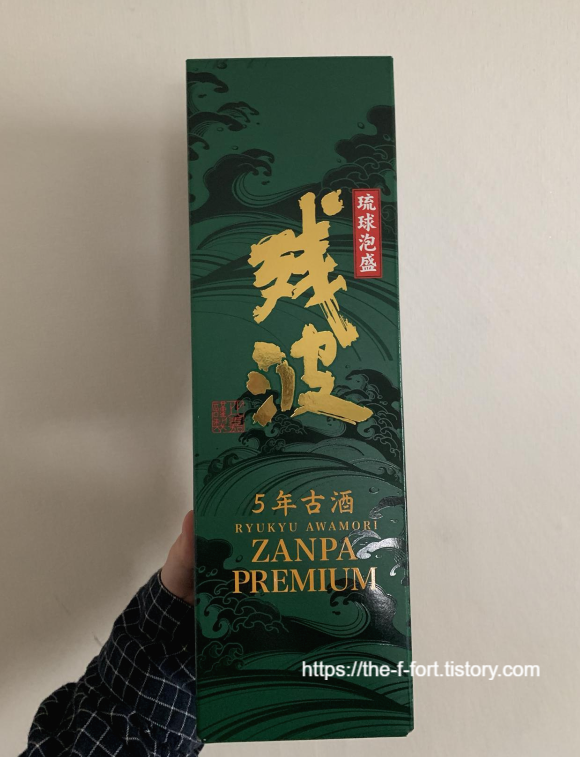 琉球泡盛
残波
5年古酒
RYUKYU AWAMORI
ZANPA
PREMIUM
https://the-f-fort.tistory.com